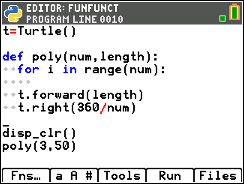 EDITOR: FUNFUNCT
PROGRAM LINE 0010
t=Turtle()
def poly(num,length):
for i in range(num):
t.forward(length)
t.right(360/num)
_
disp_clr()
poly(3,50)
Fns… a A # Tools Run Files